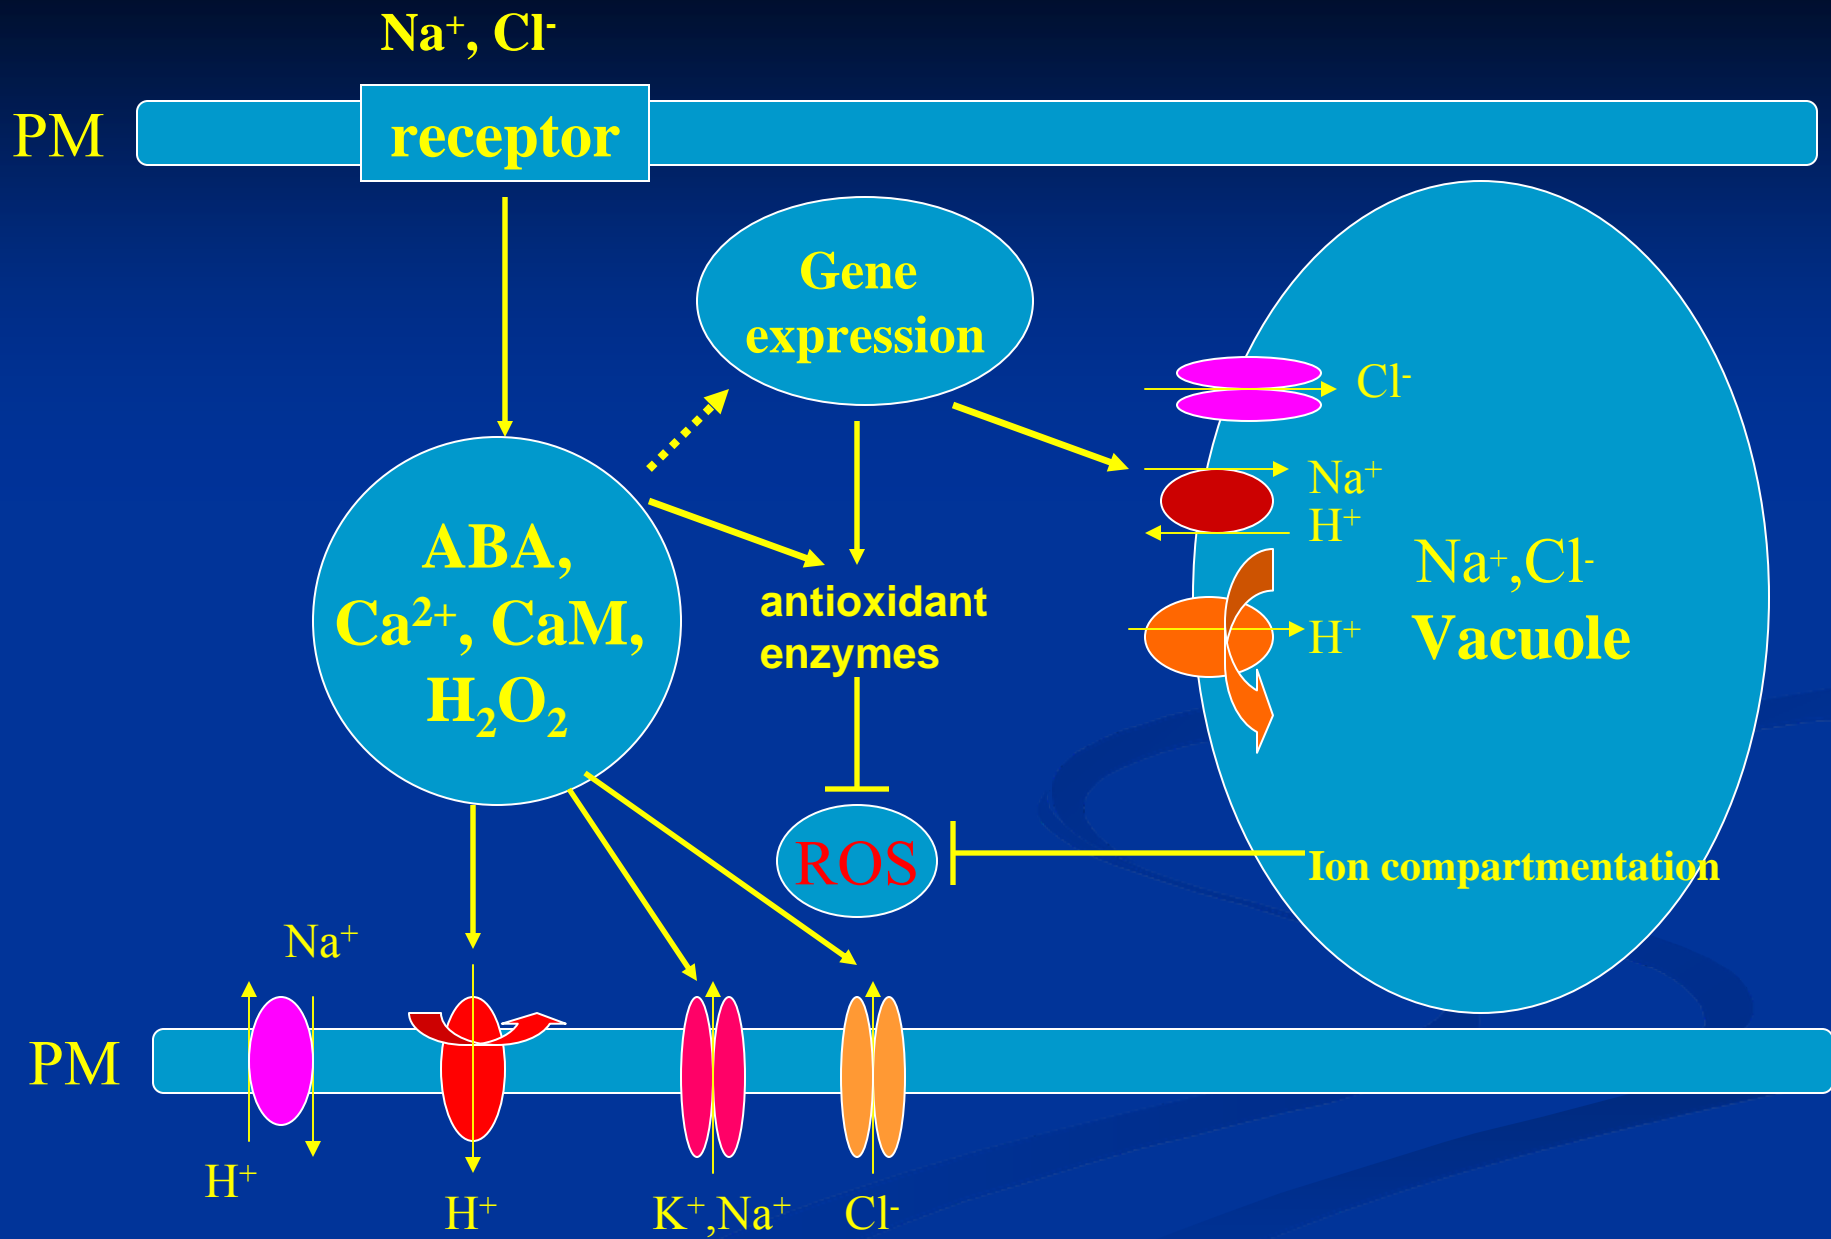 Na⁺, Cl⁻
PM
receptor
Gene
expression
Cl⁻
Na⁺
H⁺
Na⁺,Cl⁻
Vacuole
H⁺
ABA,
Ca²⁺, CaM,
H₂O₂
antioxidant
enzymes
ROS
Ion compartmentation
Na⁺
PM
H⁺
H⁺
K⁺,Na⁺
Cl⁻